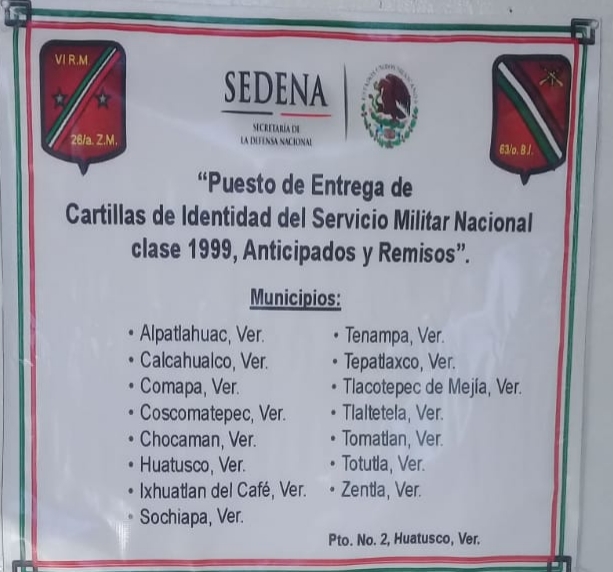 VI R.M.
26/a. Z.M.
SEDENA
SECRETARÍA DE
LA DEFENSA NACIONAL
63/o. B.I.
“Puesto de Entrega de
Cartillas de Identidad del Servicio Militar Nacional
clase 1999, Anticipados y Remisos”.
Municipios:
• Alpatlahuac, Ver.
• Calcahualco, Ver.
• Comapa, Ver.
• Coscomatepec, Ver.
• Chocaman, Ver.
• Huatusco, Ver.
• Ixhuatlan del Café, Ver.
• Sochiapa, Ver.
• Tenampa, Ver.
• Tepatlaxco, Ver.
• Tlacotepec de Mejía, Ver.
• Tlaltetela, Ver.
• Tomatlan, Ver.
• Totutla, Ver.
• Zentla, Ver.
Pto. No. 2, Huatusco, Ver.